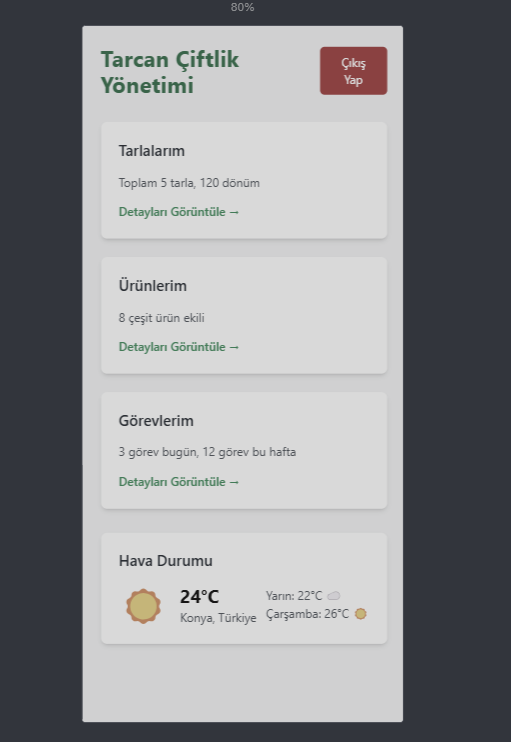 80%
Tarcan Çiftlik
Yönetimi
Çıkış
Yap
Tarlalarım
Toplam 5 tarla, 120 dönüm
Detayları Görüntüle →
Ürünlerim
8 çeşit ürün ekili
Detayları Görüntüle →
Görevlerim
3 görev bugün, 12 görev bu hafta
Detayları Görüntüle →
Hava Durumu
24°C
Konya, Türkiye
Yarın: 22°C
Çarşamba: 26°C